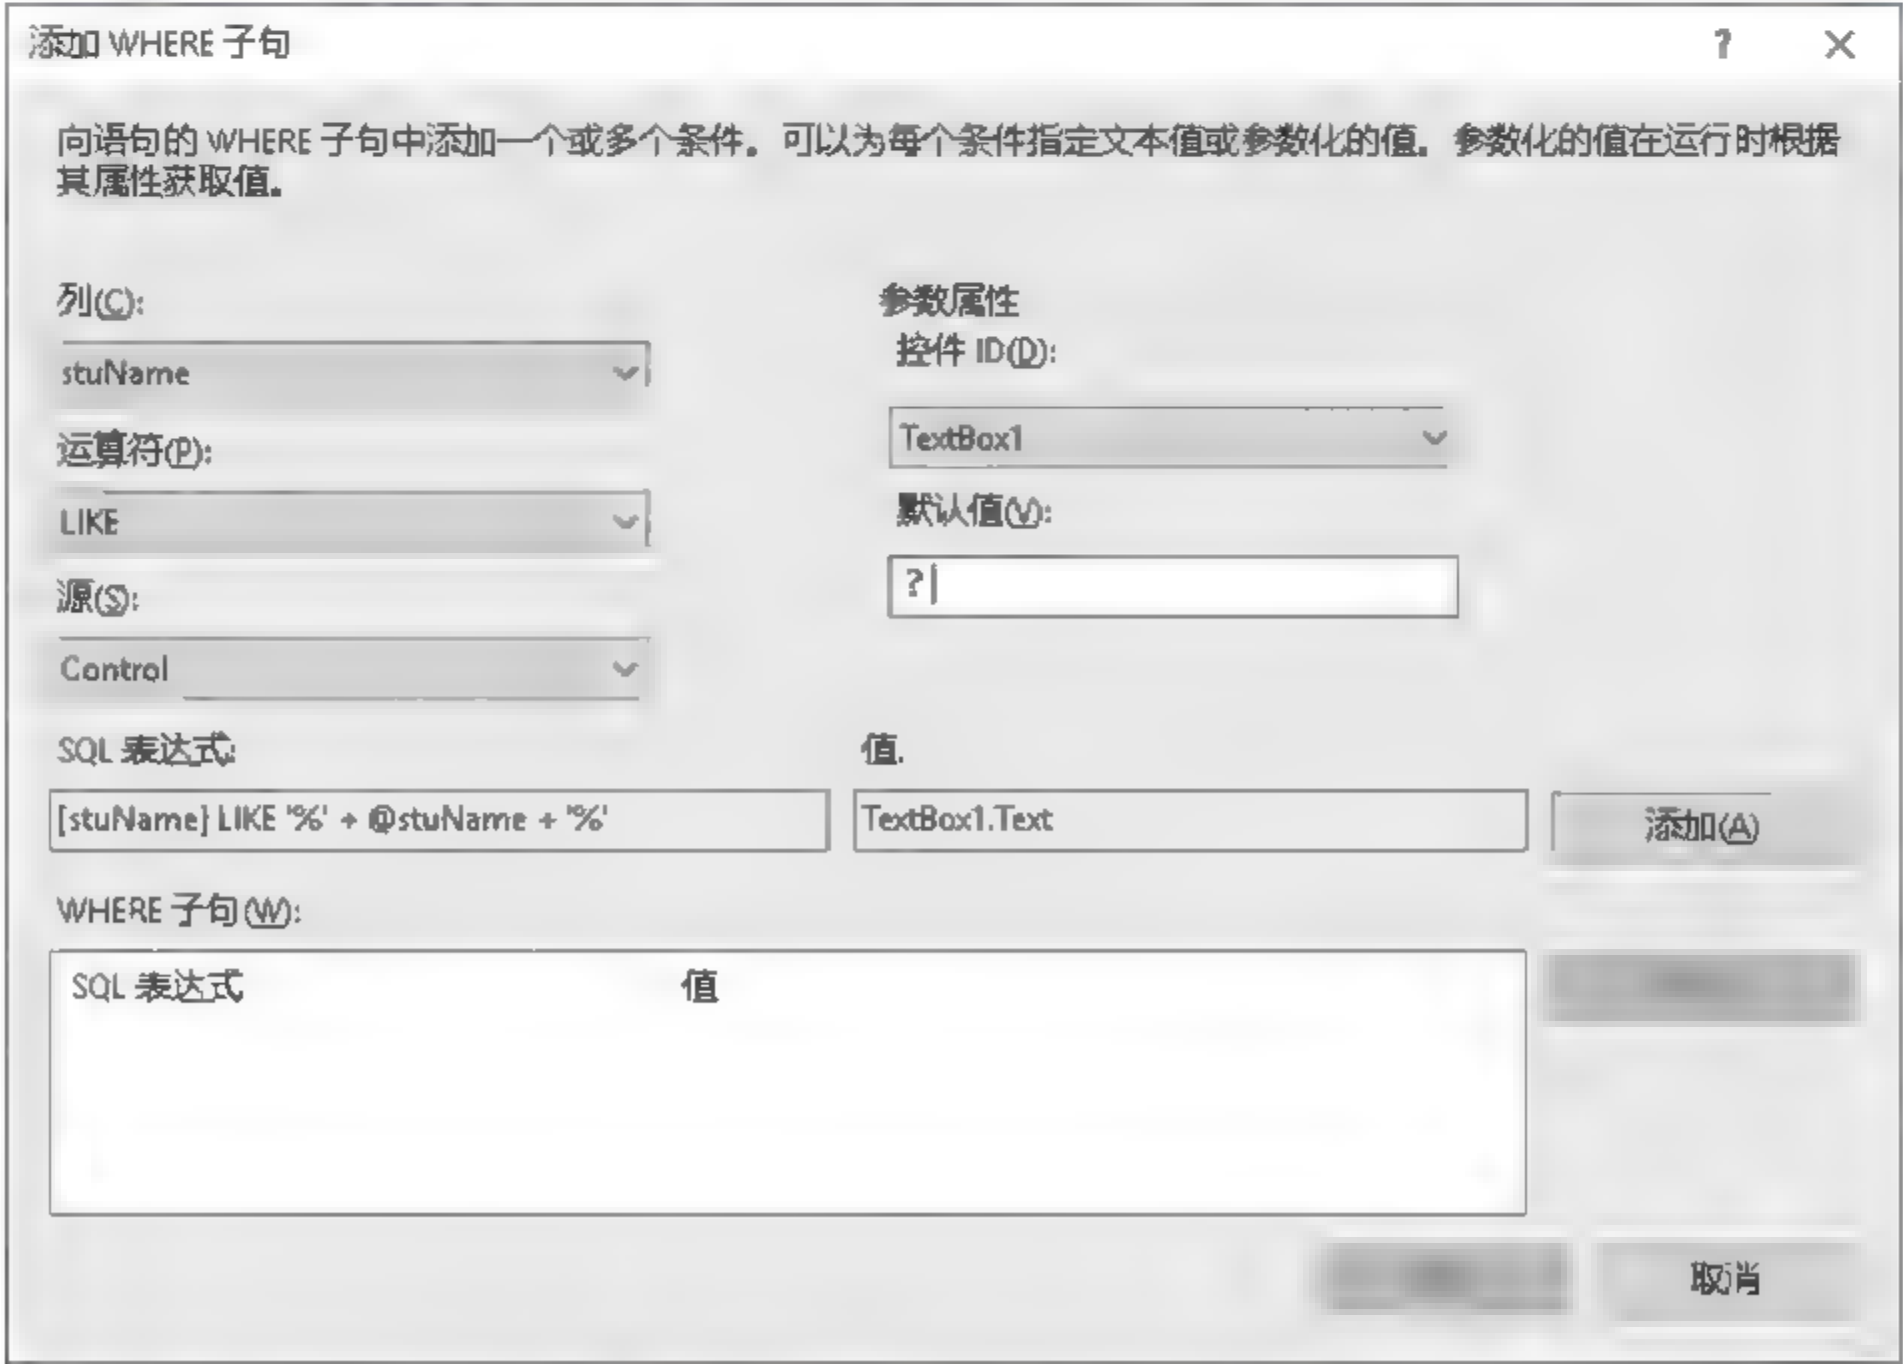 添加 WHERE 子句
?
向语句的 WHERE 子句中添加一个或多个条件。可以为每个条件指定文本值或参数化的值。参数化的值在运行时根据
其属性获取值。
列(C):
stuName
运算符(P):
LIKE
源(S):
Control
参数属性
控件 ID(D):
TextBox1
默认值(V):
?
SQL 表达式:
[stuName] LIKE '%' + @stuName + '%'
值.
TextBox1.Text
添加(A)
WHERE 子句(W):
SQL 表达式 值
取消